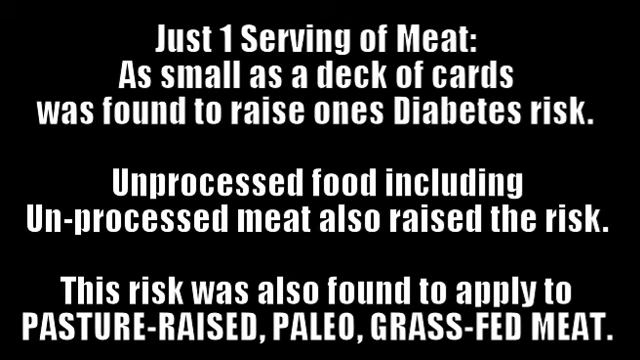 Just 1 Serving of Meat:
As small as a deck of cards
was found to raise ones Diabetes risk.
Unprocessed food including
Un-processed meat also raised the risk.
This risk was also found to apply to
PASTURE-RAISED, PALEO, GRASS-FED MEAT.